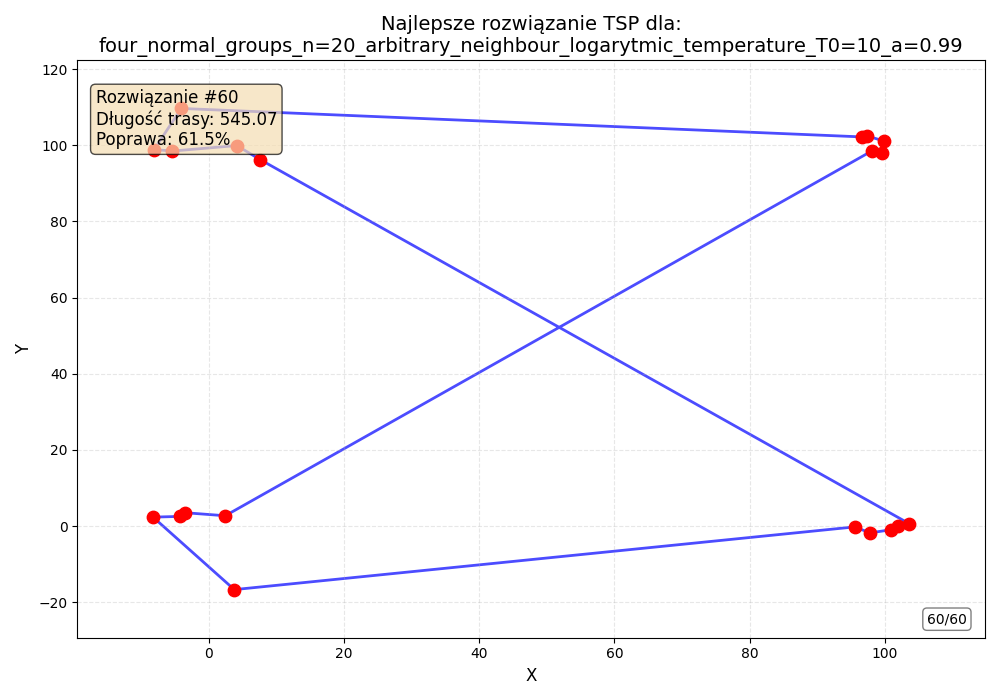 Najlepsze rozwiązanie TSP dla:
four_normal_groups_n=20_arbitrary_neighbour_logarytmic_temperature_T0=10_a=0.99
Rozwiązanie #60
Długość trasy: 545.07
Poprawa: 61.5%
120
100
80
60
40
20
0
−20
Y
60/60
0
20
40
60
80
100
X